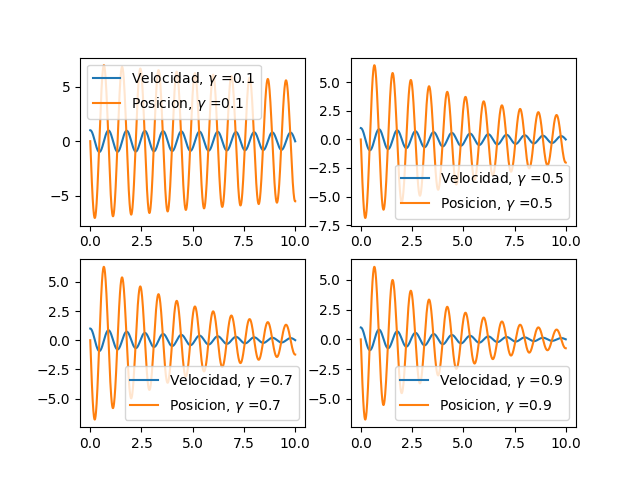 5
0
−5
0.0 2.5 5.0 7.5 10.0
Velocidad, γ =0.1
Posicion, γ =0.1
5.0
2.5
0.0
−2.5
−5.0
−7.5
0.0 2.5 5.0 7.5 10.0
Velocidad, γ =0.5
Posicion, γ =0.5
5.0
2.5
0.0
−2.5
−5.0
0.0 2.5 5.0 7.5 10.0
Velocidad, γ =0.7
Posicion, γ =0.7
5.0
2.5
0.0
−2.5
−5.0
0.0 2.5 5.0 7.5 10.0
Velocidad, γ =0.9
Posicion, γ =0.9